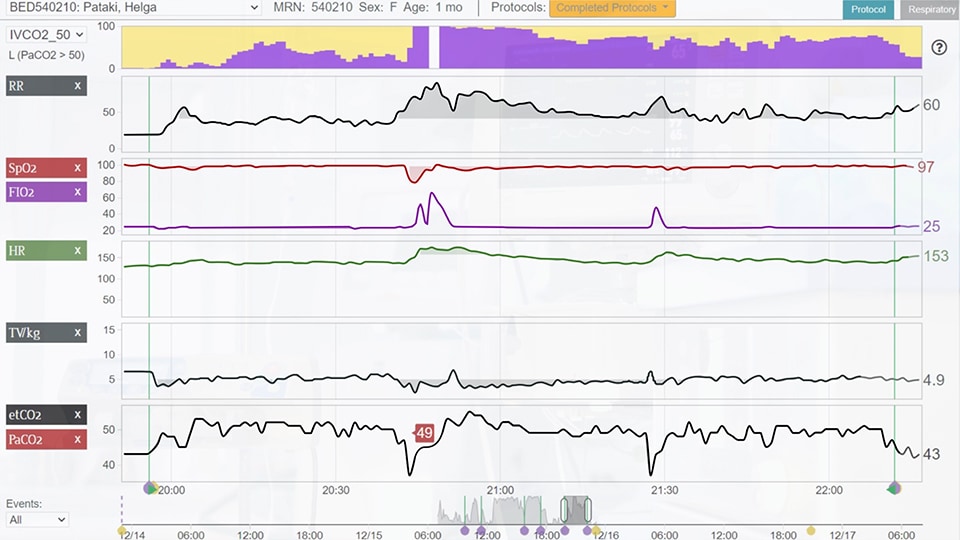 BED540210: Pataki, Helga MRN: 540210 Sex: F Age: 1 mo Protocols: Completed Protocols Protocol Respiratory
IVCO2_50 100
L (PaCO2 > 50) 0 ?
RR x 50 0 60
SpO2 x 100 80 97
FIO2 x 60 40 20 25
HR x 150 100 50 153
TV/kg x 15 10 5 4.9
etCO2 x 50
PaCO2 x 49 40 43
20:00 20:30 21:00 21:30 22:00
Events:
All
12/14 06:00 12:00 12/15 06:00 12:00 18:00 12/16 06:00 12:00 18:00 12/17 06:00